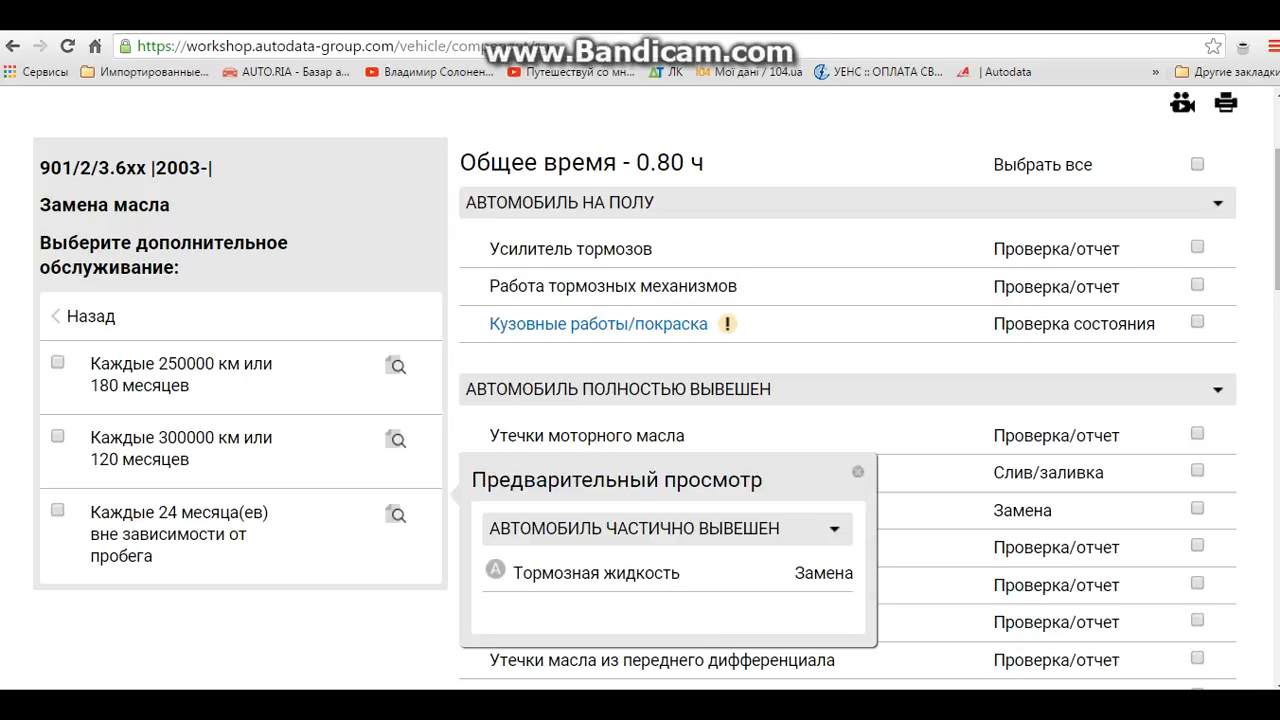 https://workshop.autodata-group.com/vehicle/com
www.Bandicam.com
Сервисы
Импортированные...
AUTO.RIA - Базар а...
Владимир Солонен...
Путешествуй со мн...
ЛК
104 Мої дані / 104.ua
УЕНС :: ОПЛАТА СВ...
| Autodata
»
Другие закладки
901/2/3.6xx |2003-|
Замена масла
Выберите дополнительное
обслуживание:
Назад
Каждые 250000 км или
180 месяцев
Каждые 300000 км или
120 месяцев
Каждые 24 месяца(ев)
вне зависимости от
пробега
Общее время - 0.80 ч
Выбрать все
АВТОМОБИЛЬ НА ПОЛУ
Усилитель тормозов Проверка/отчет
Работа тормозных механизмов Проверка/отчет
Кузовные работы/покраска ! Проверка состояния
АВТОМОБИЛЬ ПОЛНОСТЬЮ ВЫВЕШЕН
Утечки моторного масла Проверка/отчет
Слив/заливка
Замена
Проверка/отчет
Проверка/отчет
Проверка/отчет
Предварительный просмотр
АВТОМОБИЛЬ ЧАСТИЧНО ВЫВЕШЕН
A Тормозная жидкость Замена
Утечки масла из переднего дифференциала Проверка/отчет